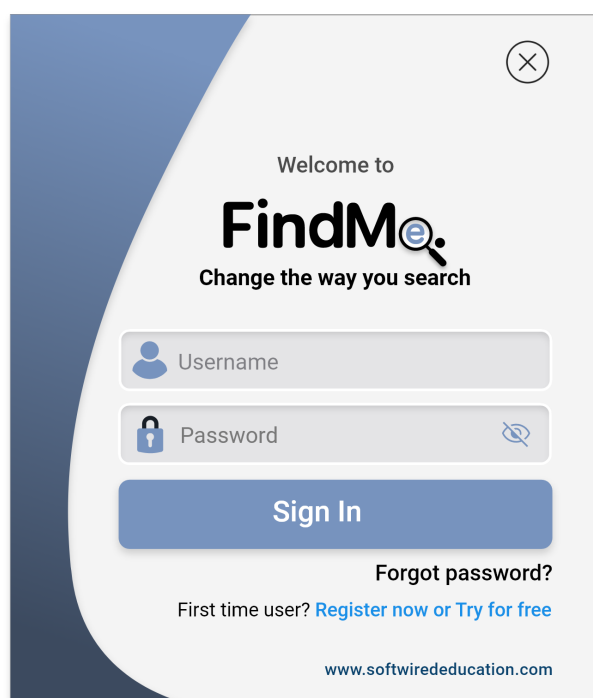 Welcome to
FindMe.
Change the way you search
Username
Password
Sign In
Forgot password?
First time user? Register now or Try for free
www.softwirededucation.com